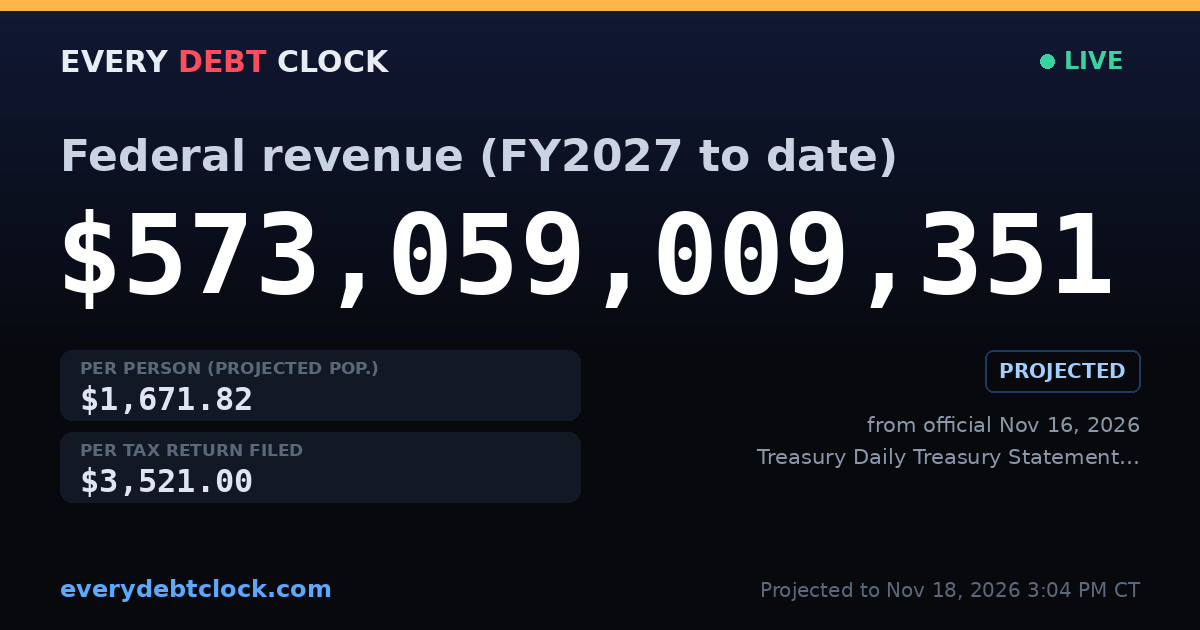 EVERY DEBT CLOCK
LIVE
Federal revenue (FY2027 to date)
$573,059,009,351
PER PERSON (PROJECTED POP.)
$1,671.82
PER TAX RETURN FILED
$3,521.00
PROJECTED
from official Nov 16, 2026
Treasury Daily Treasury Statement…
everydebtclock.com
Projected to Nov 18, 2026 3:04 PM CT